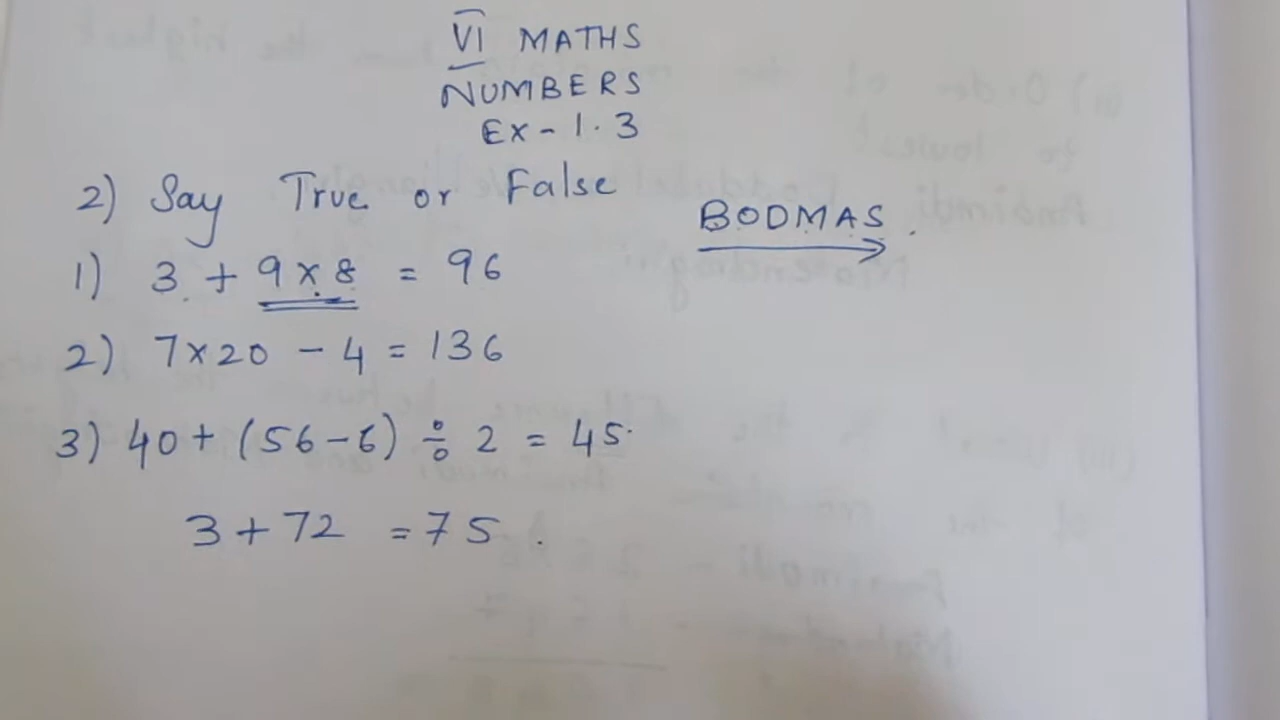 VI MATHS
NUMBERS
Ex - 1.3
2) Say True or False
BODMAS.
1) 3 + 9 x 8 = 96
2) 7 x 20 - 4 = 136
3) 40 + (56 - 6) ÷ 2 = 45.
3 + 72 = 75.